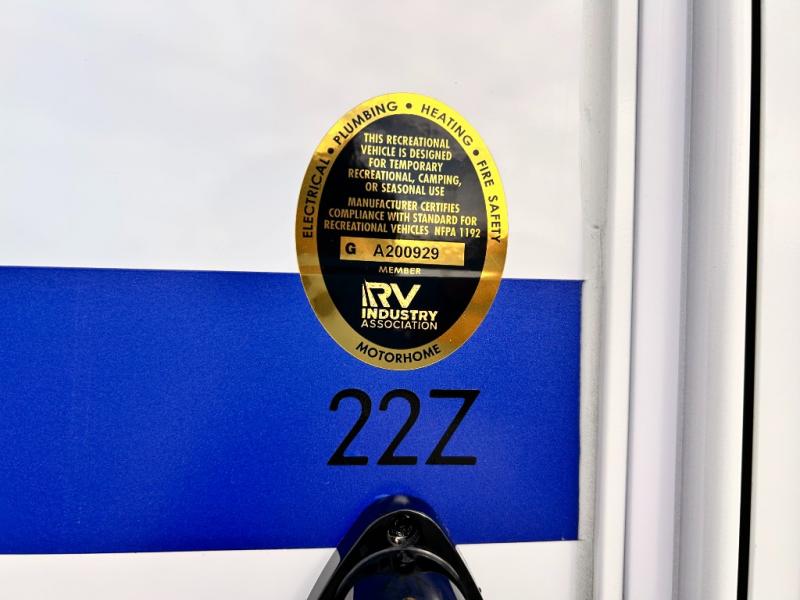 ELECTRICAL • PLUMBING • HEATING • FIRE SAFETY
THIS RECREATIONAL
VEHICLE IS DESIGNED
FOR TEMPORARY
RECREATIONAL, CAMPING,
OR SEASONAL USE
MANUFACTURER CERTIFIES
COMPLIANCE WITH STANDARD FOR
RECREATIONAL VEHICLES NFPA 1192
G A200929
MEMBER
RV
INDUSTRY
ASSOCIATION
MOTORHOME
22Z